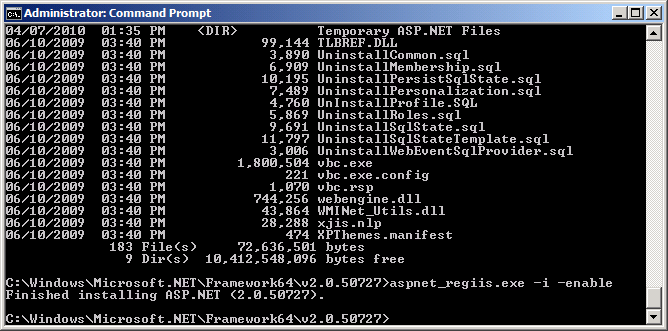 Administrator: Command Prompt
04/07/2010 01:35 PM <DIR> Temporary ASP.NET Files
06/10/2009 03:40 PM 99,144 TLBREF.DLL
06/10/2009 03:40 PM 3,890 UninstallCommon.sql
06/10/2009 03:40 PM 6,909 UninstallMembership.sql
06/10/2009 03:40 PM 10,195 UninstallPersistSqlState.sql
06/10/2009 03:40 PM 7,489 UninstallPersonalization.sql
06/10/2009 03:40 PM 4,760 UnInstallProfile.SQL
06/10/2009 03:40 PM 5,869 UninstallRoles.sql
06/10/2009 03:40 PM 9,691 UninstallSqlState.sql
06/10/2009 03:40 PM 11,797 UninstallSqlStateTemplate.sql
06/10/2009 03:40 PM 3,006 UninstallWebEventSqlProvider.sql
06/10/2009 03:40 PM 1,800,504 vbc.exe
06/10/2009 03:40 PM 221 vbc.exe.config
06/10/2009 03:40 PM 1,070 vbc.rsp
06/10/2009 03:40 PM 744,256 webengine.dll
06/10/2009 03:40 PM 43,864 WMINet_Utils.dll
06/10/2009 03:40 PM 28,288 xjis.nlp
06/10/2009 03:40 PM 474 XPThemes.manifest
183 File(s) 72,636,501 bytes
9 Dir(s) 10,412,548,096 bytes free
C:\Windows\Microsoft.NET\Framework64\v2.0.50727>aspnet_regiis.exe -i -enable
Finished installing ASP.NET (2.0.50727).
C:\Windows\Microsoft.NET\Framework64\v2.0.50727>